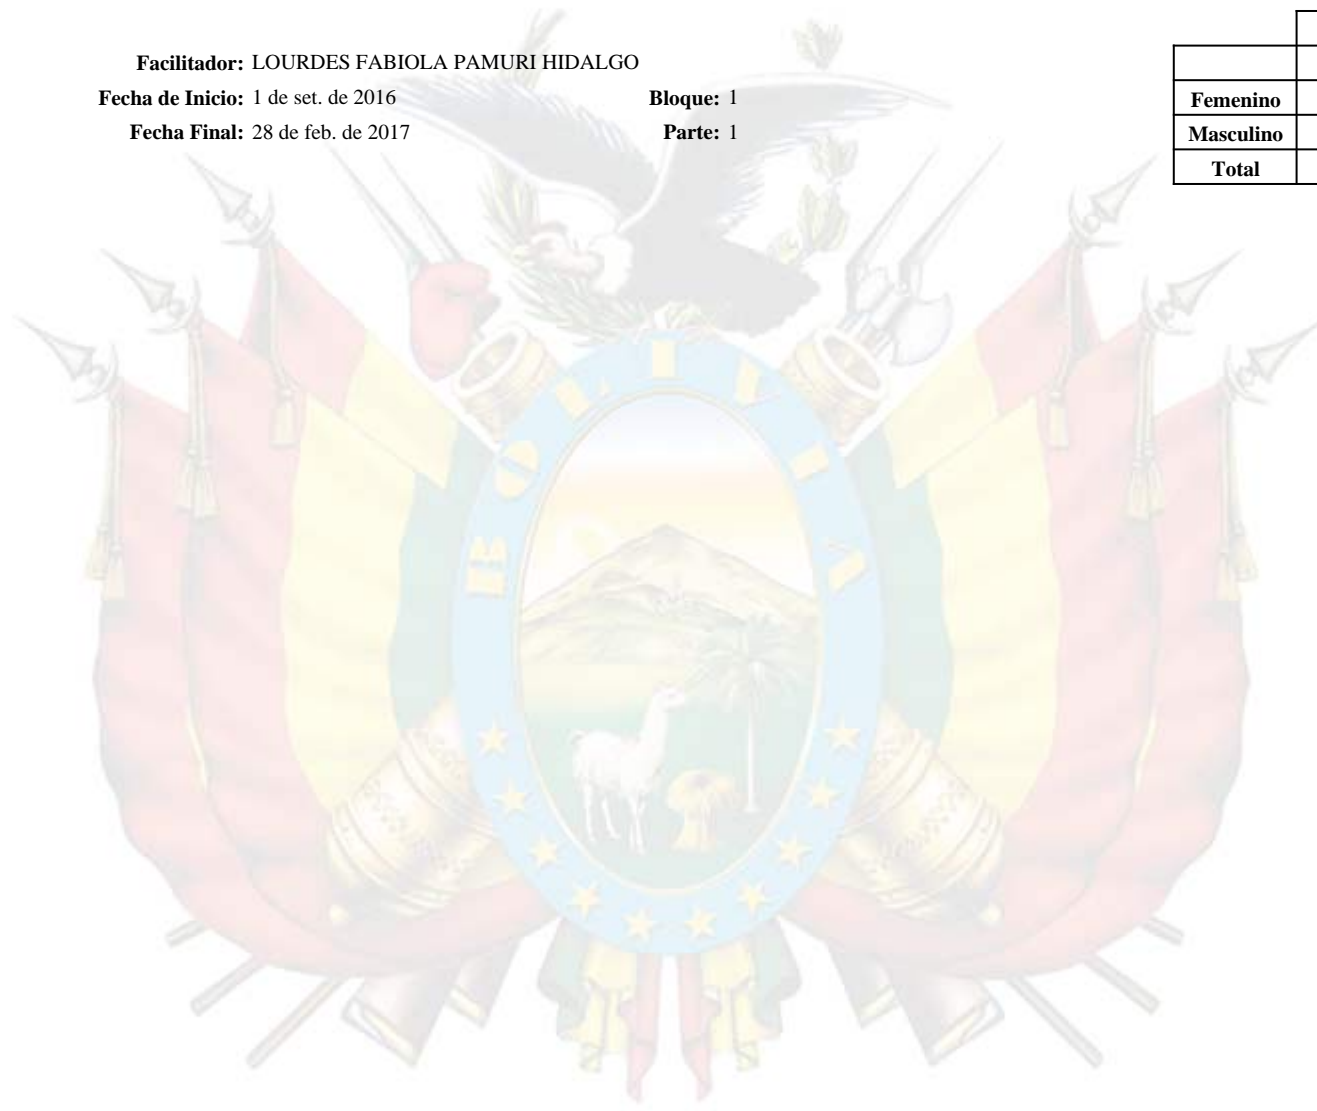 Facilitador: LOURDES FABIOLA PAMURI HIDALGO
Fecha de Inicio: 1 de set. de 2016 Bloque: 1
Fecha Final: 28 de feb. de 2017 Parte: 1
Femenino
Masculino
Total
BOLIVIA